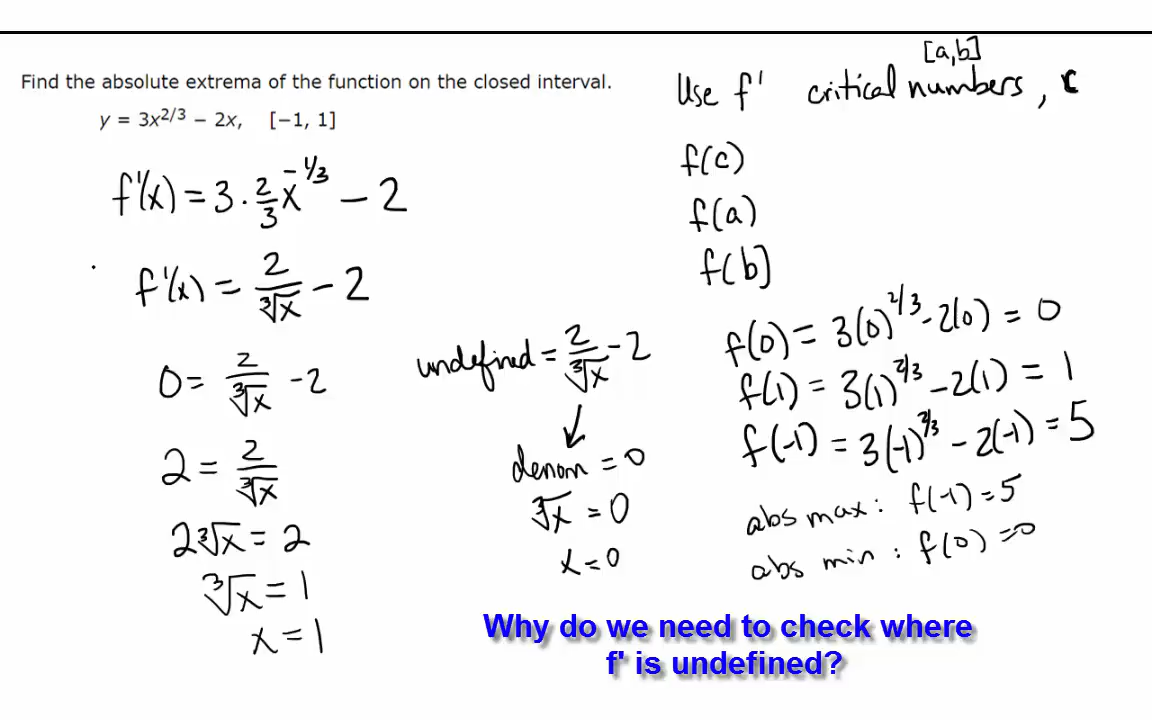 Find the absolute extrema of the function on the closed interval.
y = 3x^{2/3} − 2x, [−1, 1]
f'(x) = 3 · 2/3 x^{-1/3} − 2
f'(x) = 2/∛x − 2
0 = 2/∛x − 2
2 = 2/∛x
2∛x = 2
∛x = 1
x = 1
undefined = 2/∛x − 2
denom = 0
∛x = 0
x = 0
[a,b]
Use f' critical numbers, c
f(c)
f(a)
f(b]
f(0) = 3(0)^{2/3} - 2(0) = 0
f(1) = 3(1)^{2/3} - 2(1) = 1
f(-1) = 3(-1)^{2/3} - 2(-1) = 5
abs max: f(-1) = 5
abs min: f(0) = 0
Why do we need to check where
f' is undefined?